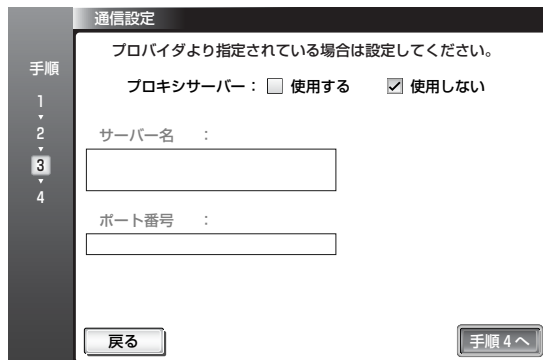 通信設定
プロバイダより指定されている場合は設定してください。
手順
1
2
3
4
プロキシサーバー： 使用する 使用しない
サーバー名 ：
ポート番号 ：
戻る
手順4へ